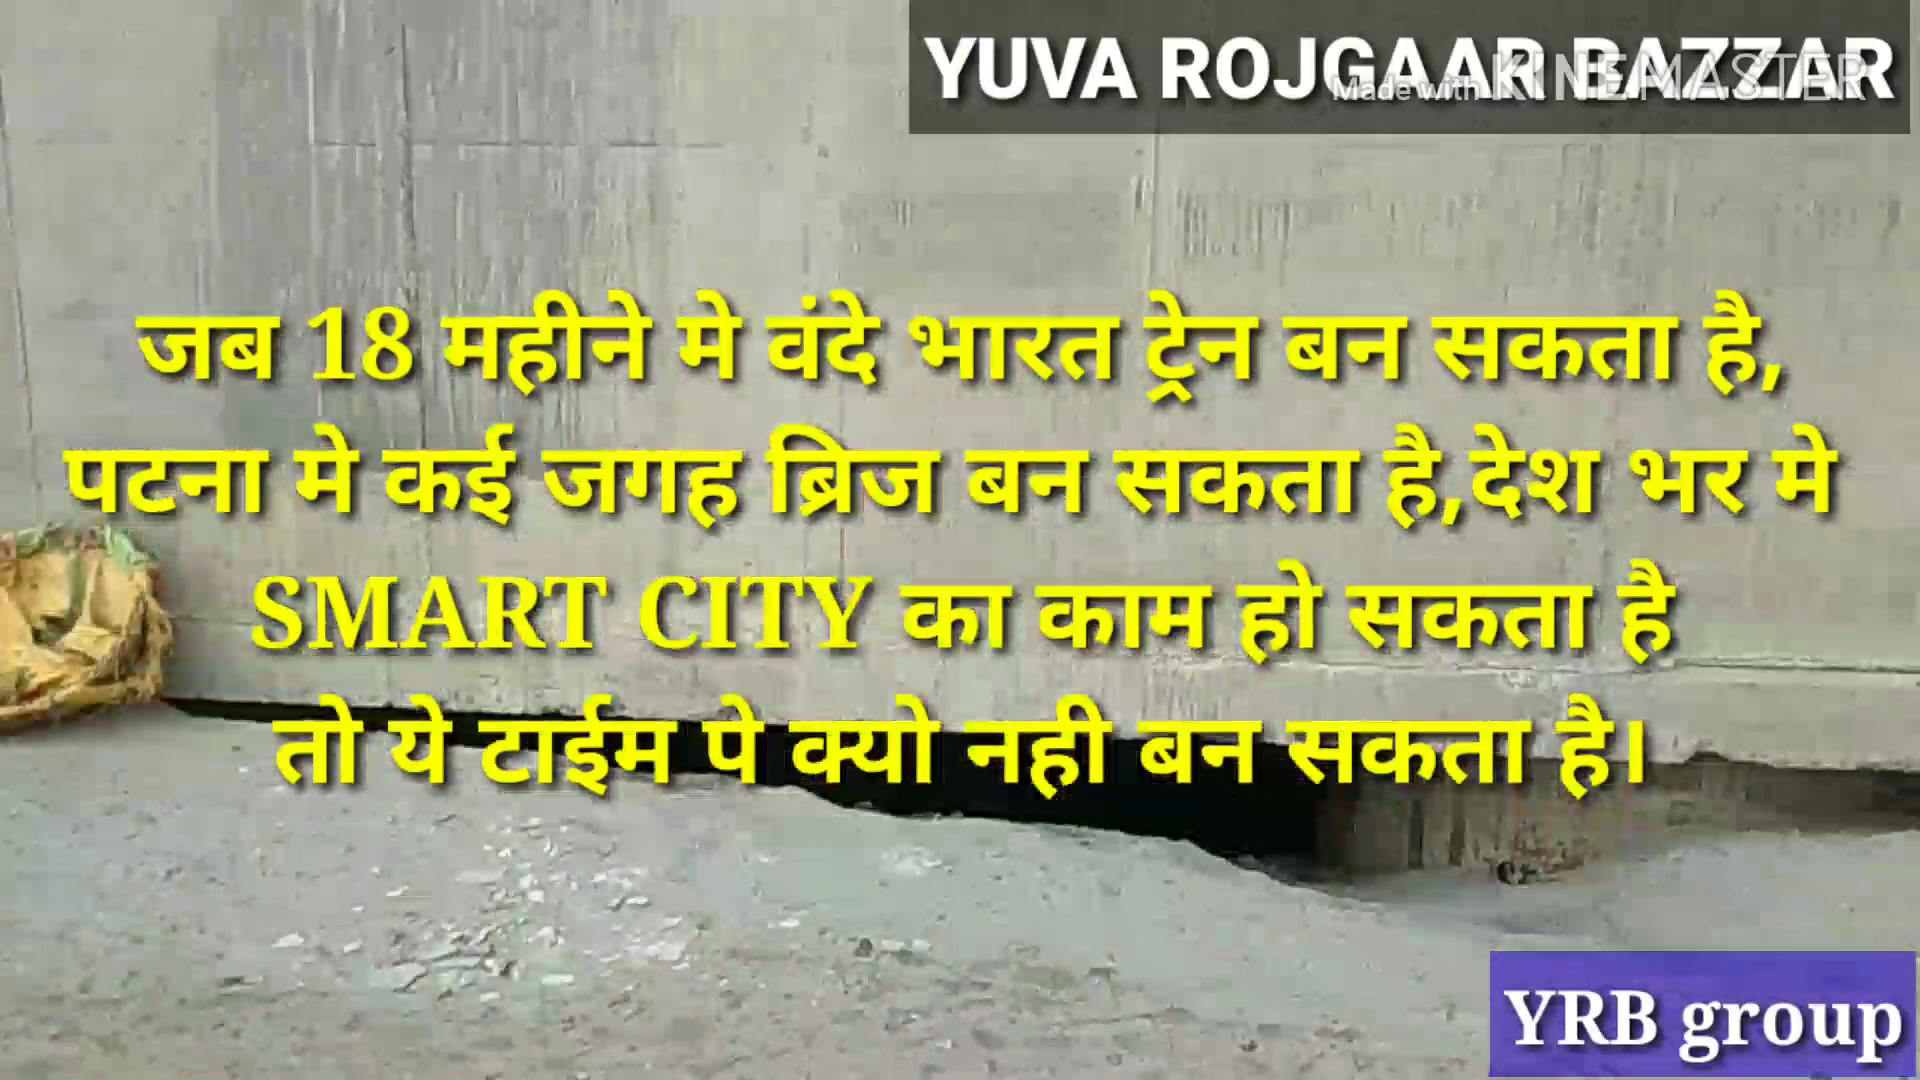 YUVA ROJGAAR BAZZAR
Made with KINEMASTER
जब 18 महीने मे वंदे भारत ट्रेन बन सकता है,
पटना मे कई जगह ब्रिज बन सकता है,देश भर मे
SMART CITY का काम हो सकता है
तो ये टाईम पे क्यो नही बन सकता है।
YRB group